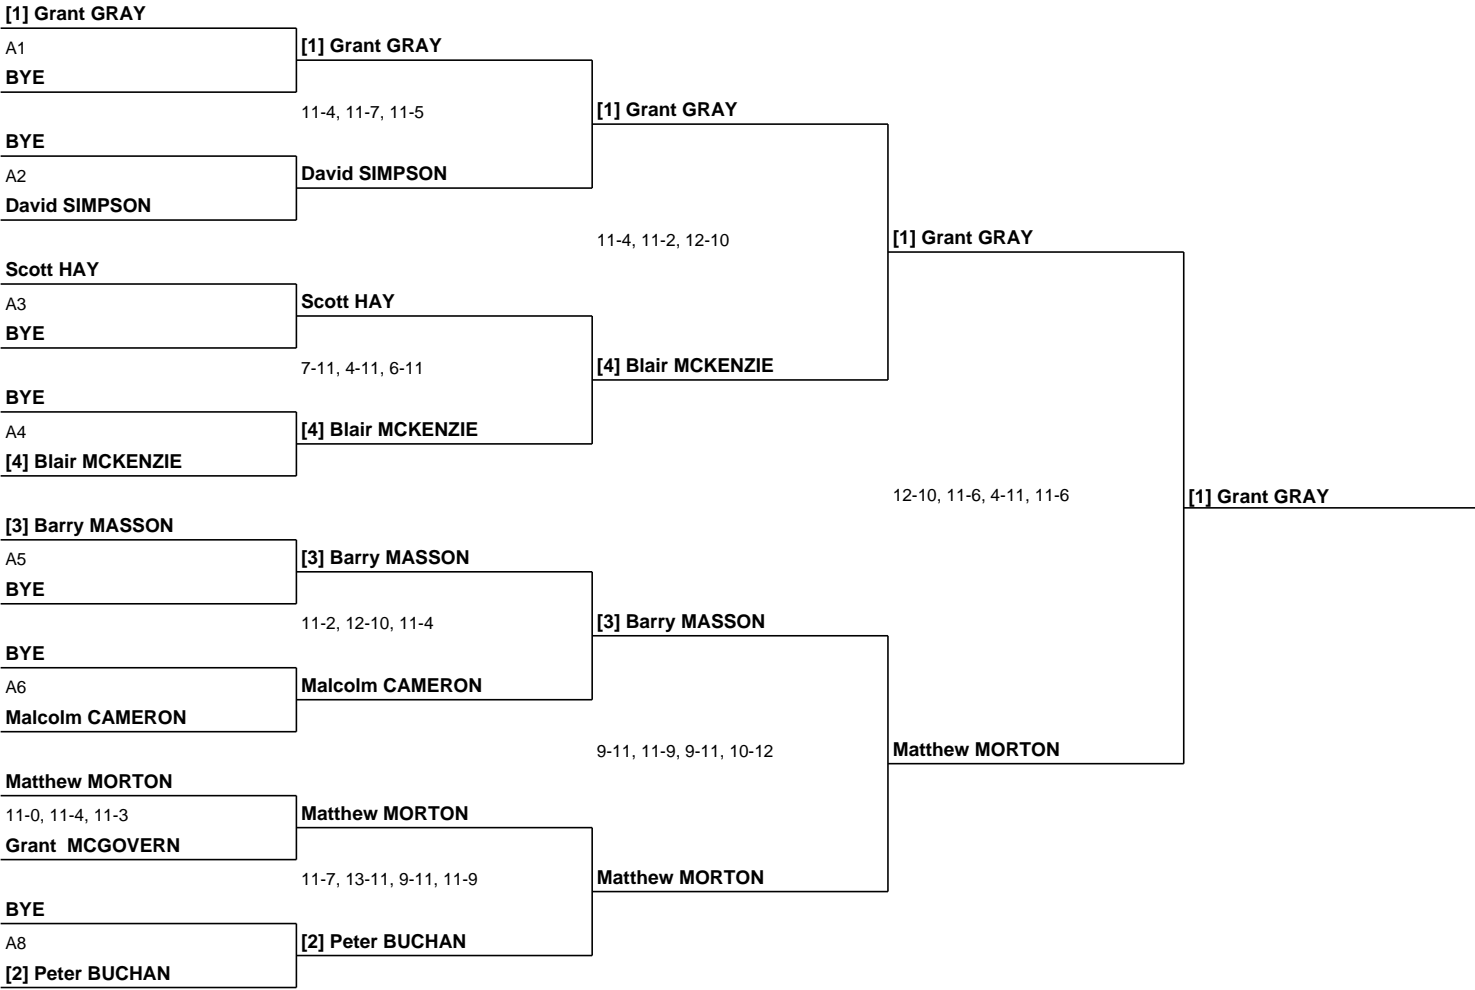 [1] Grant GRAY
A1
BYE
BYE
A2
David SIMPSON
Scott HAY
A3
BYE
BYE
A4
[4] Blair MCKENZIE
[3] Barry MASSON
A5
BYE
BYE
A6
Malcolm CAMERON
Matthew MORTON
11-0, 11-4, 11-3
Grant  MCGOVERN
BYE
A8
[2] Peter BUCHAN
[1] Grant GRAY
11-4, 11-7, 11-5
David SIMPSON
Scott HAY
7-11, 4-11, 6-11
[4] Blair MCKENZIE
[3] Barry MASSON
11-2, 12-10, 11-4
Malcolm CAMERON
Matthew MORTON
11-7, 13-11, 9-11, 11-9
[2] Peter BUCHAN
[1] Grant GRAY
11-4, 11-2, 12-10
[4] Blair MCKENZIE
[3] Barry MASSON
9-11, 11-9, 9-11, 10-12
Matthew MORTON
[1] Grant GRAY
12-10, 11-6, 4-11, 11-6
Matthew MORTON
[1] Grant GRAY